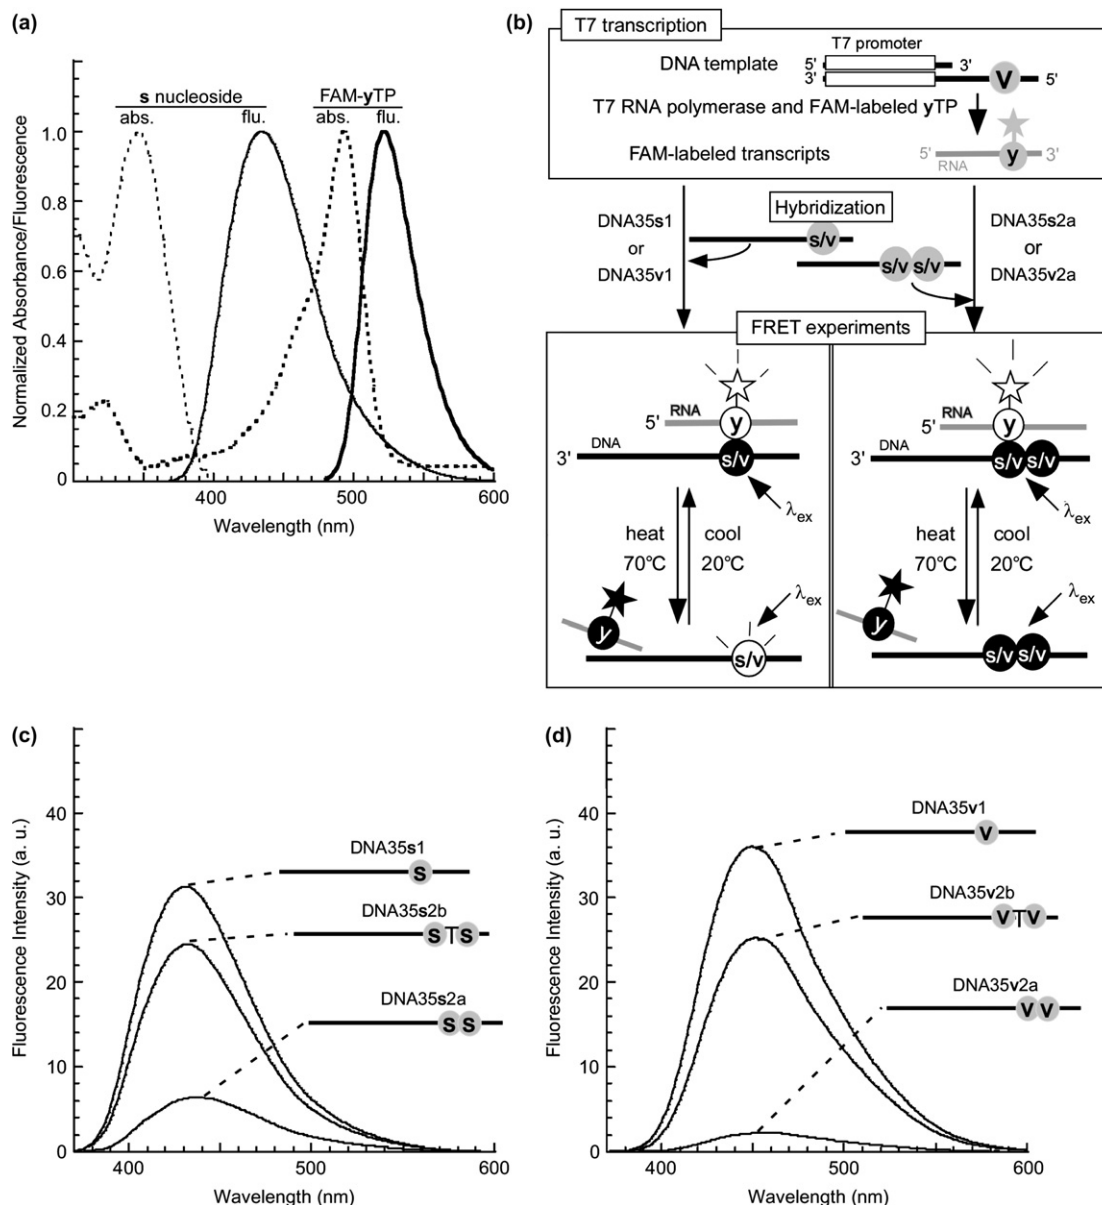 (a)
s nucleoside
abs.
flu.
FAM-yTP
abs.
flu.
Normalized Absorbance/Fluorescence
1.0
0.8
0.6
0.4
0.2
0
400
500
600
Wavelength (nm)
(b)
T7 transcription
T7 promoter
DNA template
5'
3'
3'
5'
V
T7 RNA polymerase and FAM-labeled yTP
FAM-labeled transcripts
5'
RNA
y
3'
Hybridization
DNA35s1
or
DNA35v1
s/v
s/v s/v
DNA35s2a
or
DNA35v2a
FRET experiments
5'
RNA
y
3'
DNA
s/v
λex
heat
70°C
cool
20°C
y
λex
s/v
5'
RNA
y
3'
DNA
s/v s/v
λex
heat
70°C
cool
20°C
y
λex
s/v s/v
(c)
Fluorescence Intensity (a. u.)
40
30
20
10
0
400
500
600
Wavelength (nm)
DNA35s1
s
DNA35s2b
s T s
DNA35s2a
s s
(d)
Fluorescence Intensity (a. u.)
40
30
20
10
0
400
500
600
Wavelength (nm)
DNA35v1
v
DNA35v2b
v T v
DNA35v2a
v v